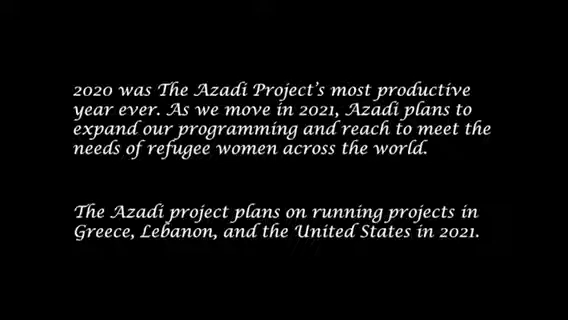 2020 was The Azadi Project's most productive
year ever. As we move in 2021, Azadi plans to
expand our programming and reach to meet the
needs of refugee women across the world.
The Azadi project plans on running projects in
Greece, Lebanon, and the United States in 2021.